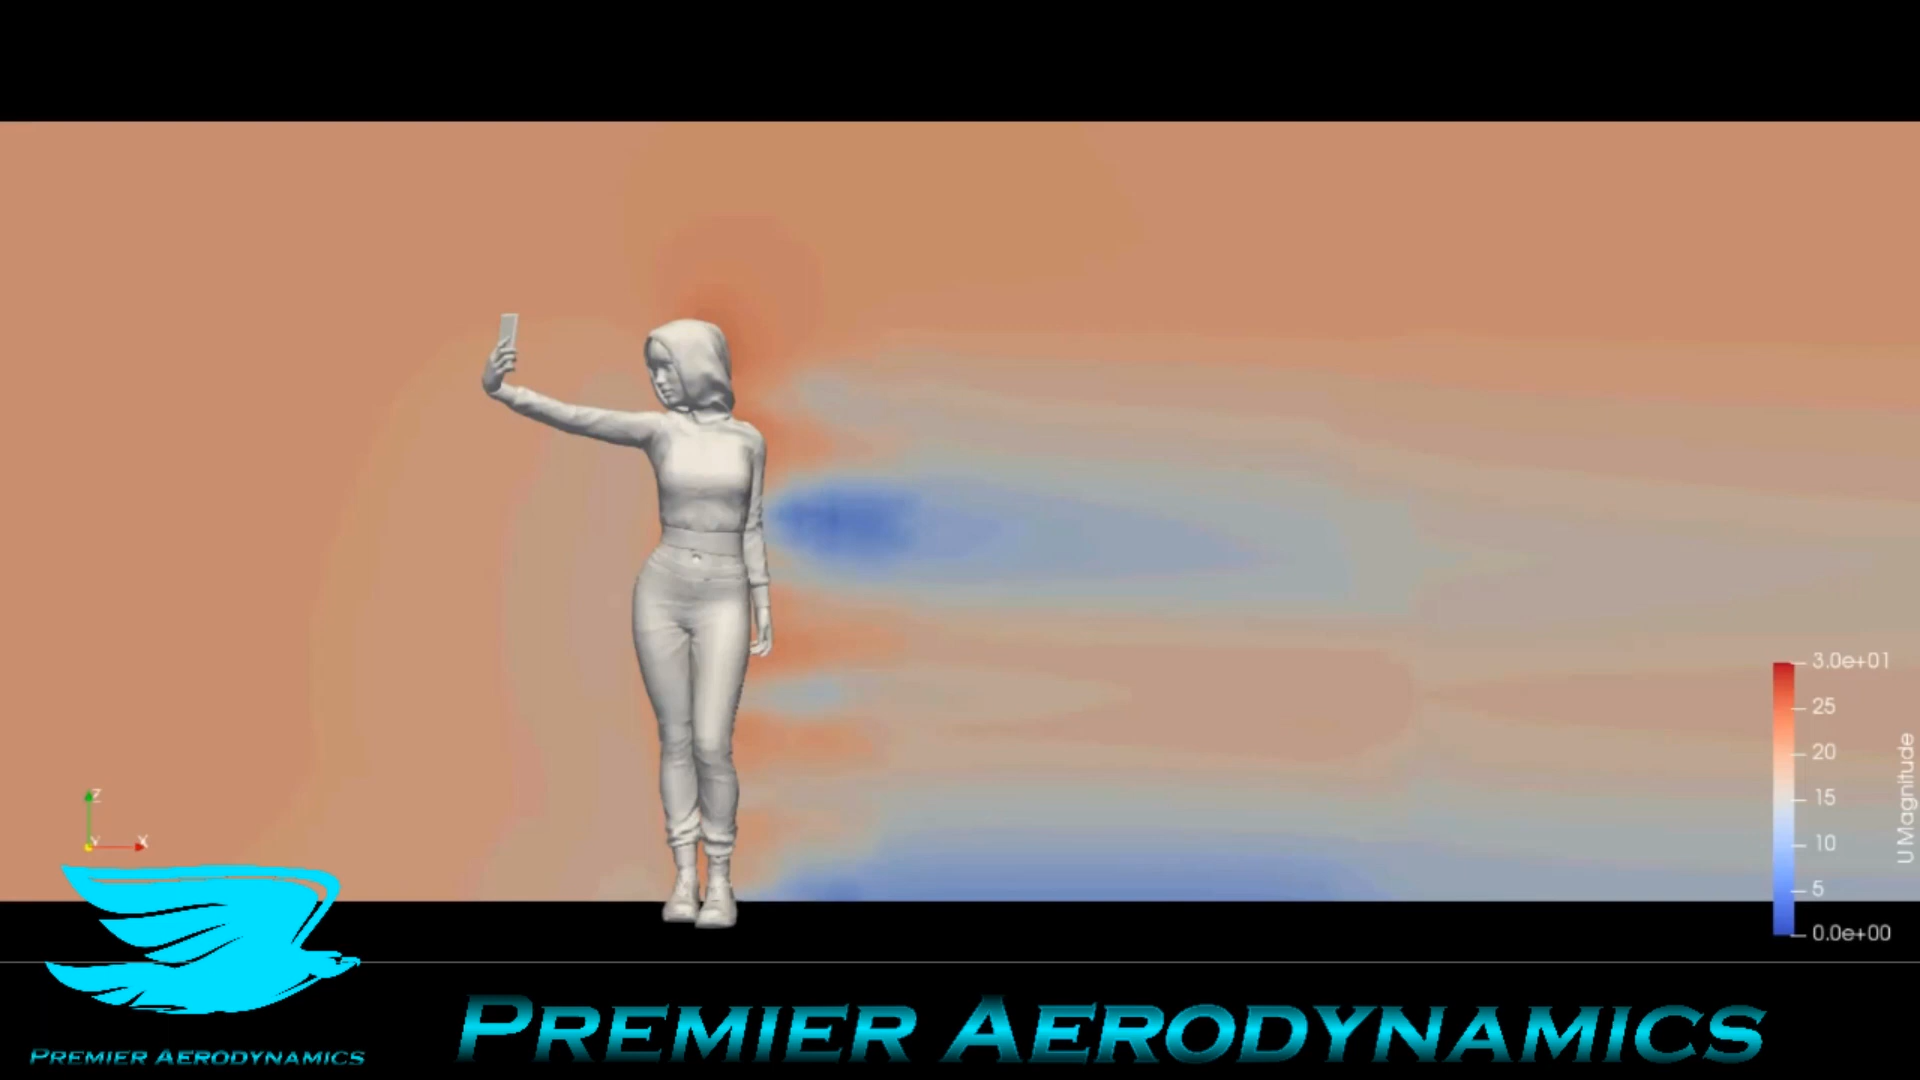 3.0e+01
25
20
15
10
5
0.0e+00
U Magnitude
Z
Y
X
PREMIER AERODYNAMICS
PREMIER AERODYNAMICS